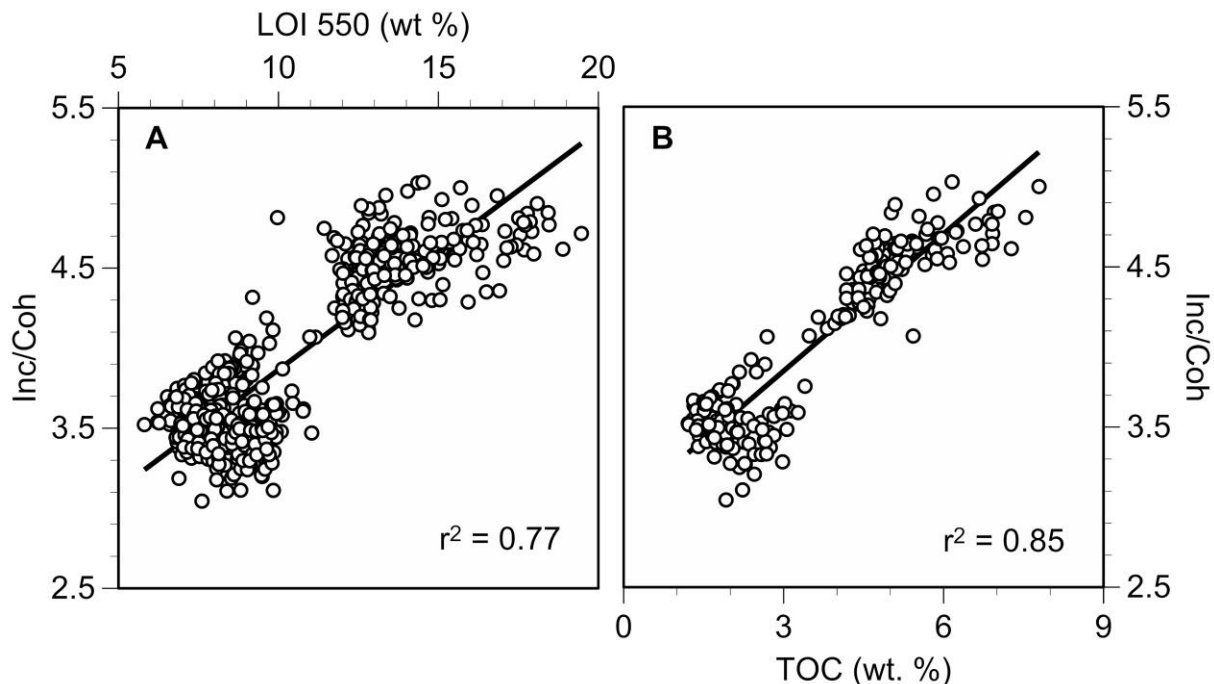 LOI 550 (wt %)
5 10 15 20
5.5 5.5
A B
4.5 4.5
Inc/Coh Inc/Coh
3.5 3.5
r² = 0.77 r² = 0.85
2.5 2.5
0 3 6 9
TOC (wt. %)